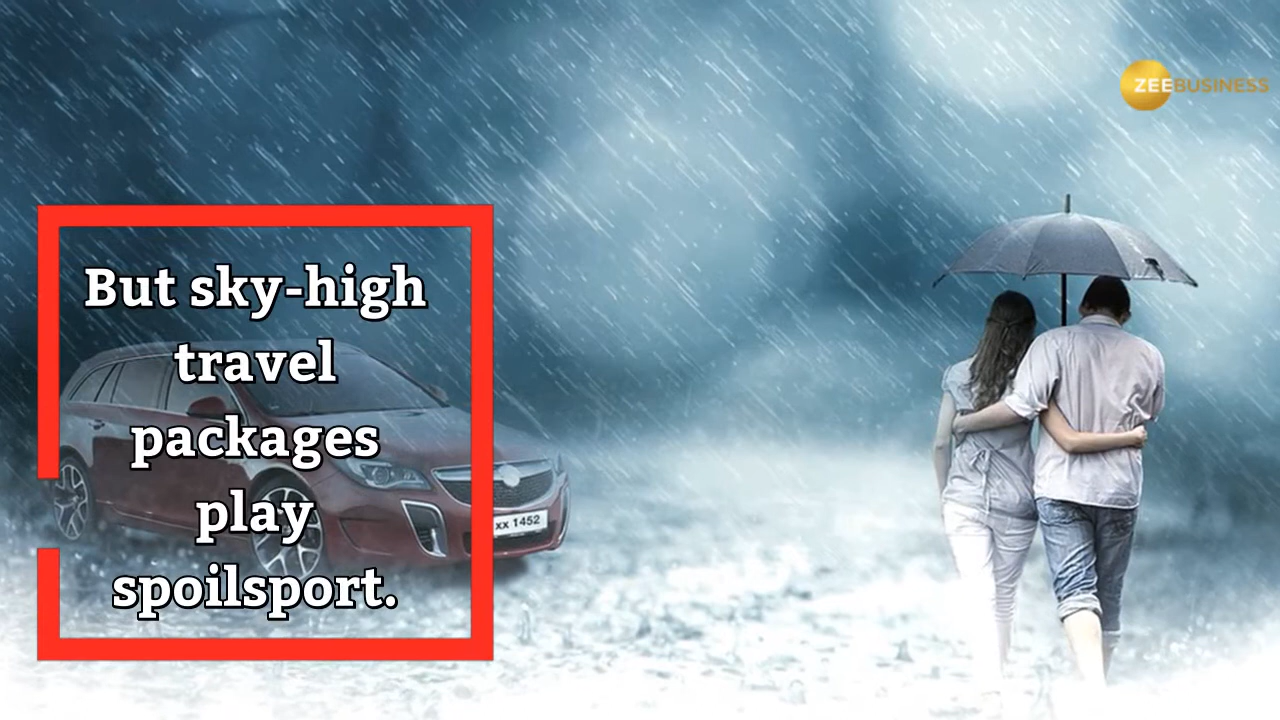 ZEEBUSINESS
But sky-high
travel
packages
play
spoilsport.
xx 1452